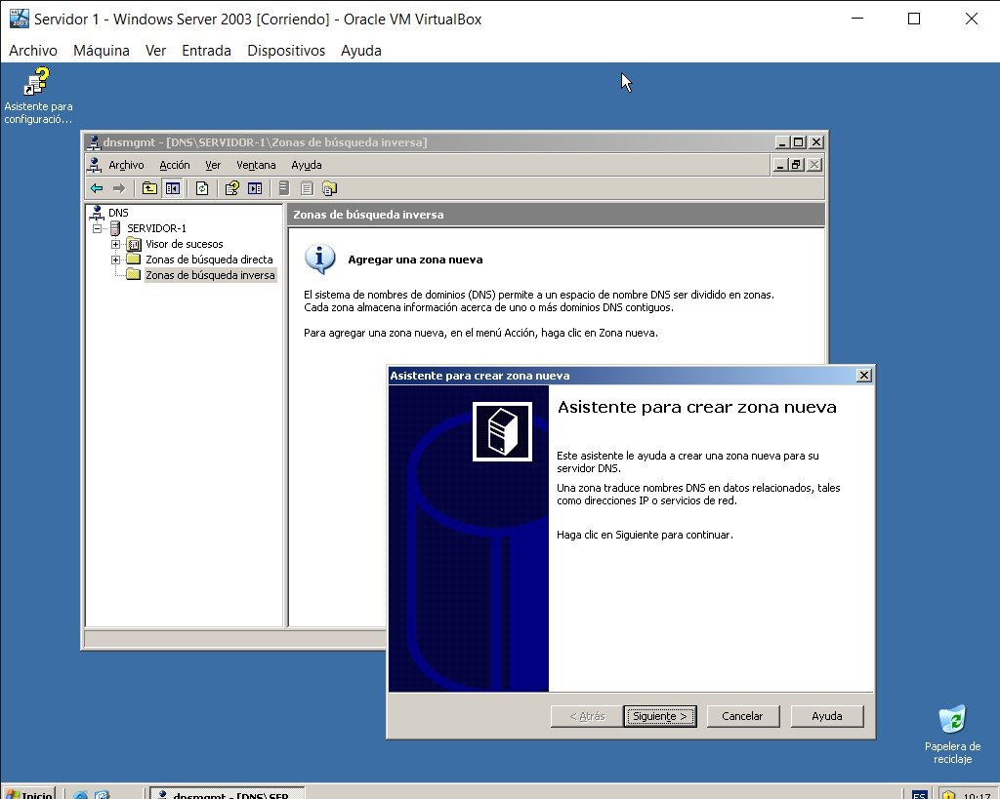 Servidor 1 - Windows Server 2003 [Corriendo] - Oracle VM VirtualBox
Archivo Máquina Ver Entrada Dispositivos Ayuda
Asistente para
configuració...
dnsmgmt - [DNS\SERVIDOR-1\Zonas de búsqueda inversa]
Archivo Acción Ver Ventana Ayuda
DNS
SERVIDOR-1
Visor de sucesos
Zonas de búsqueda directa
Zonas de búsqueda inversa
Zonas de búsqueda inversa
Agregar una zona nueva
El sistema de nombres de dominios (DNS) permite a un espacio de nombre DNS ser dividido en zonas.
Cada zona almacena información acerca de uno o más dominios DNS contiguos.
Para agregar una zona nueva, en el menú Acción, haga clic en Zona nueva.
Asistente para crear zona nueva
Asistente para crear zona nueva
Este asistente le ayuda a crear una zona nueva para su
servidor DNS.
Una zona traduce nombres DNS en datos relacionados, tales
como direcciones IP o servicios de red.
Haga clic en Siguiente para continuar.
< Atrás Siguiente > Cancelar Ayuda
Papelera de
reciclaje
Inicio dnsmgmt - [DNS\SER... ES 10:17